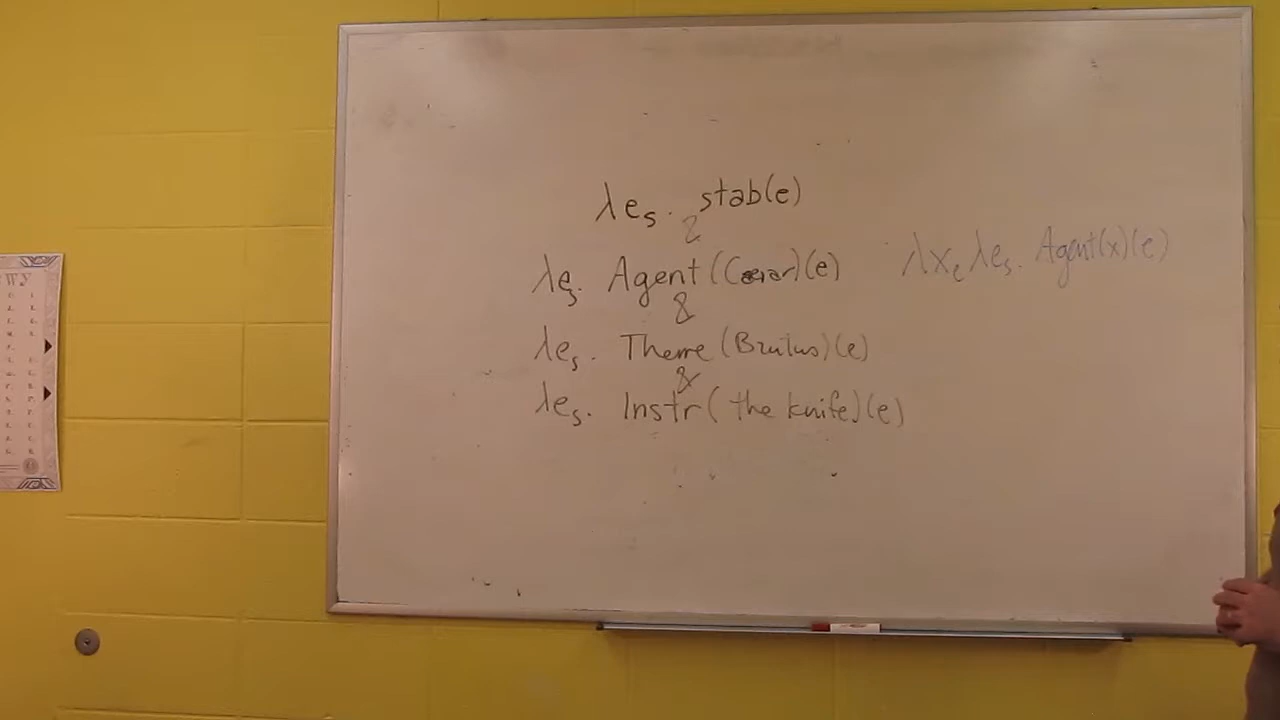 λe_s. stab(e)
&
λe_s. Agent(Caesar)(e)
λx_e λe_s. Agent(x)(e)
&
λe_s. Theme(Brutus)(e)
&
λe_s. Instr(the knife)(e)